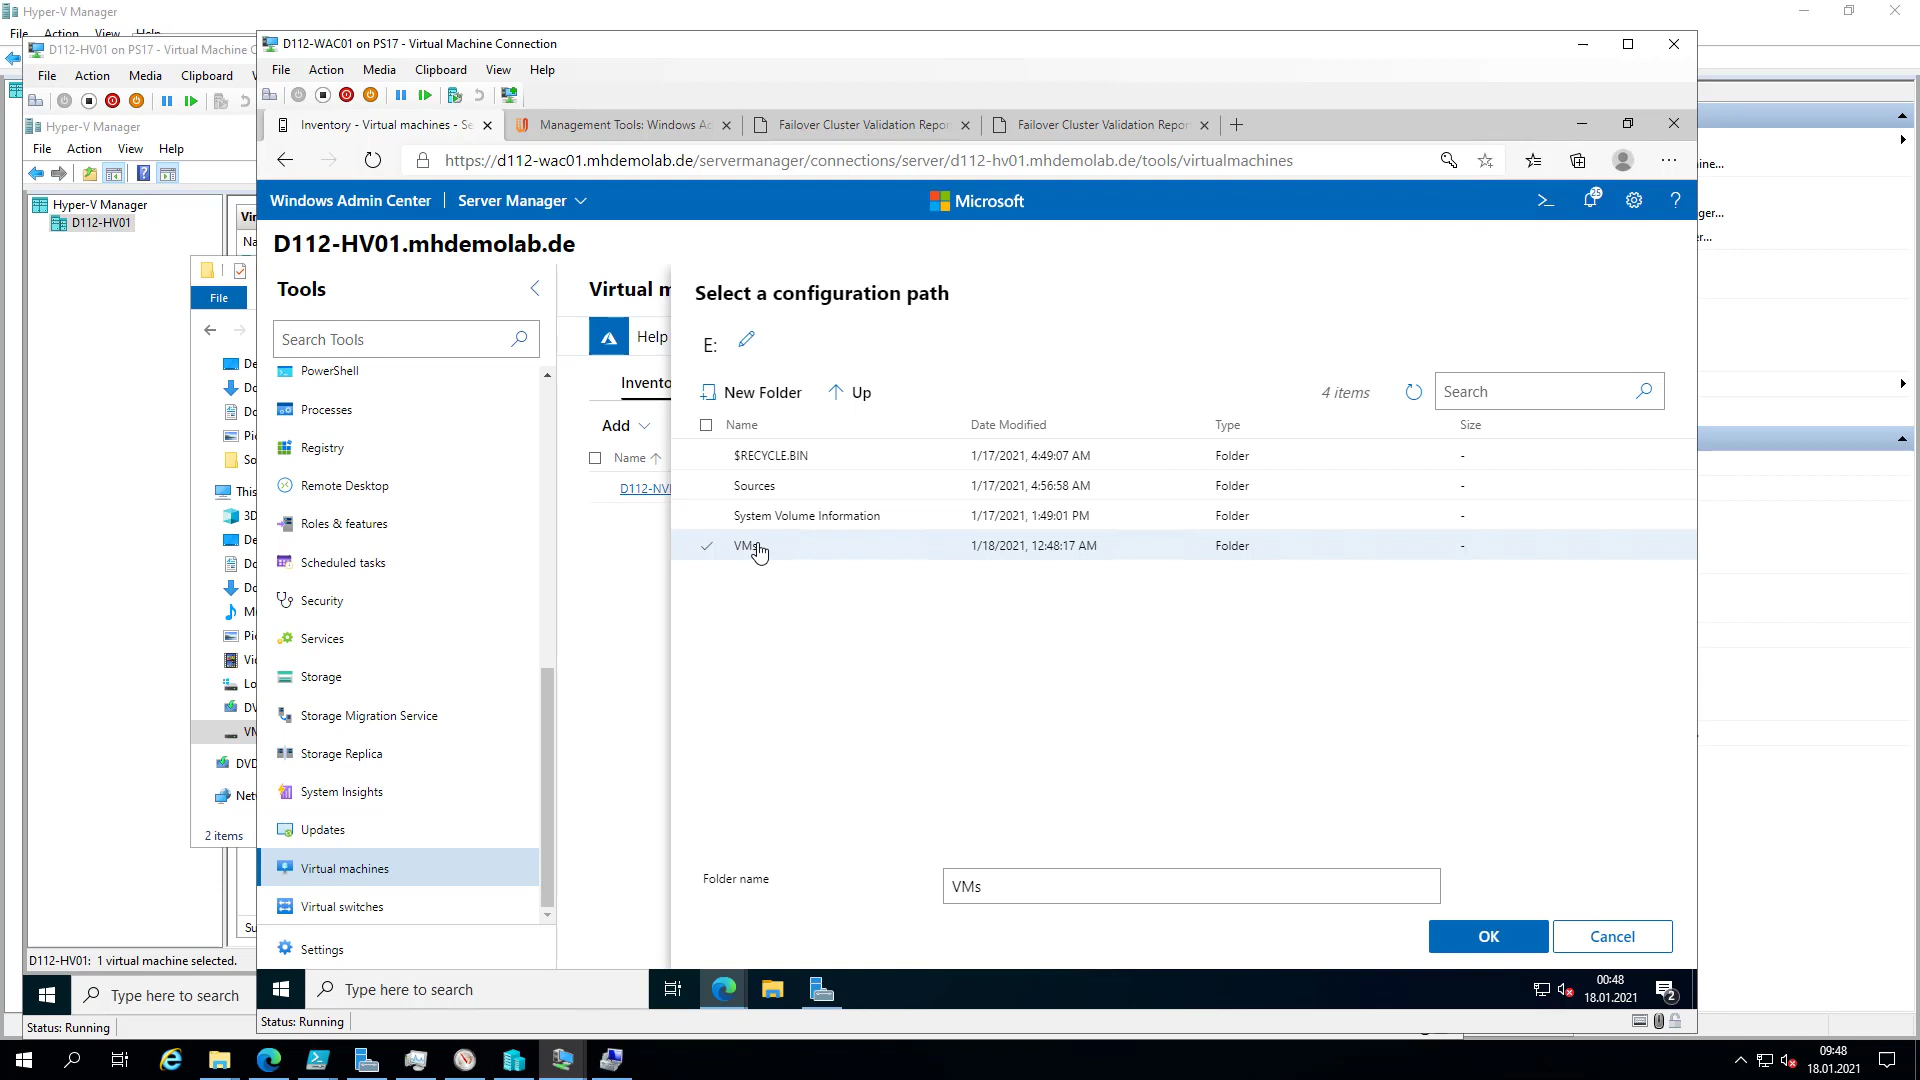 Hyper-V Manager
File Action View Help
D112-HV01 on PS17 - Virtual Machine C
File Action Media Clipboard
Hyper-V Manager
File Action View Help
Hyper-V Manager
D112-HV01
File
2 items
D112-HV01: 1 virtual machine selected.
Type here to search
Status: Running
D112-WAC01 on PS17 - Virtual Machine Connection
File Action Media Clipboard View Help
Inventory - Virtual machines - Se
Management Tools: Windows Ac
Failover Cluster Validation Repor
Failover Cluster Validation Repor
https://d112-wac01.mhdemolab.de/servermanager/connections/server/d112-hv01.mhdemolab.de/tools/virtualmachines
Windows Admin Center Server Manager Microsoft 25
D112-HV01.mhdemolab.de
Tools
Search Tools
PowerShell
Processes
Registry
Remote Desktop
Roles & features
Scheduled tasks
Security
Services
Storage
Storage Migration Service
Storage Replica
System Insights
Updates
Virtual machines
Virtual switches
Settings
Virtual m
Help
Invento
Add
Name
D112-NV
Select a configuration path
E:
New Folder Up 4 items Search
Name Date Modified Type Size
$RECYCLE.BIN 1/17/2021, 4:49:07 AM Folder -
Sources 1/17/2021, 4:56:58 AM Folder -
System Volume Information 1/17/2021, 1:49:01 PM Folder -
VMs 1/18/2021, 12:48:17 AM Folder -
Folder name VMs
OK Cancel
Type here to search
00:48
18.01.2021
2
Status: Running
09:48
18.01.2021